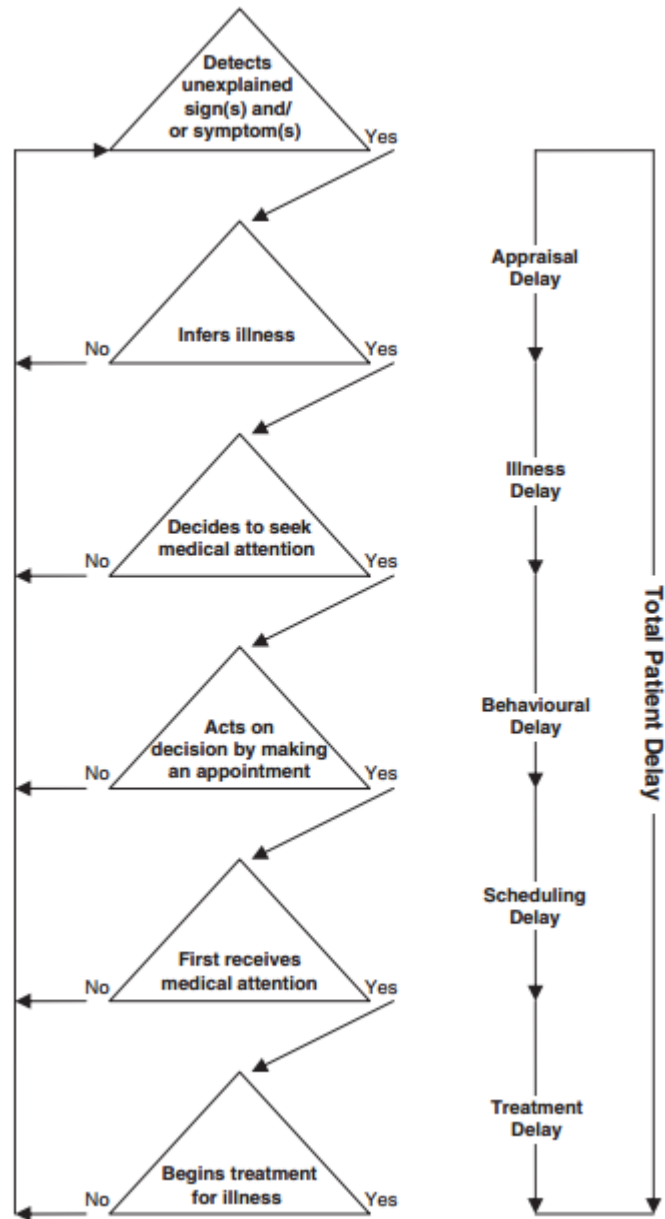 Detects
unexplained
sign(s) and/
or symptom(s)
Yes
Appraisal
Delay
Infers illness
No
Yes
Illness
Delay
Decides to seek
medical attention
No
Yes
Total Patient Delay
Behavioural
Delay
Acts on
decision by making
an appointment
No
Yes
Scheduling
Delay
First receives
medical attention
No
Yes
Treatment
Delay
Begins treatment
for illness
No
Yes